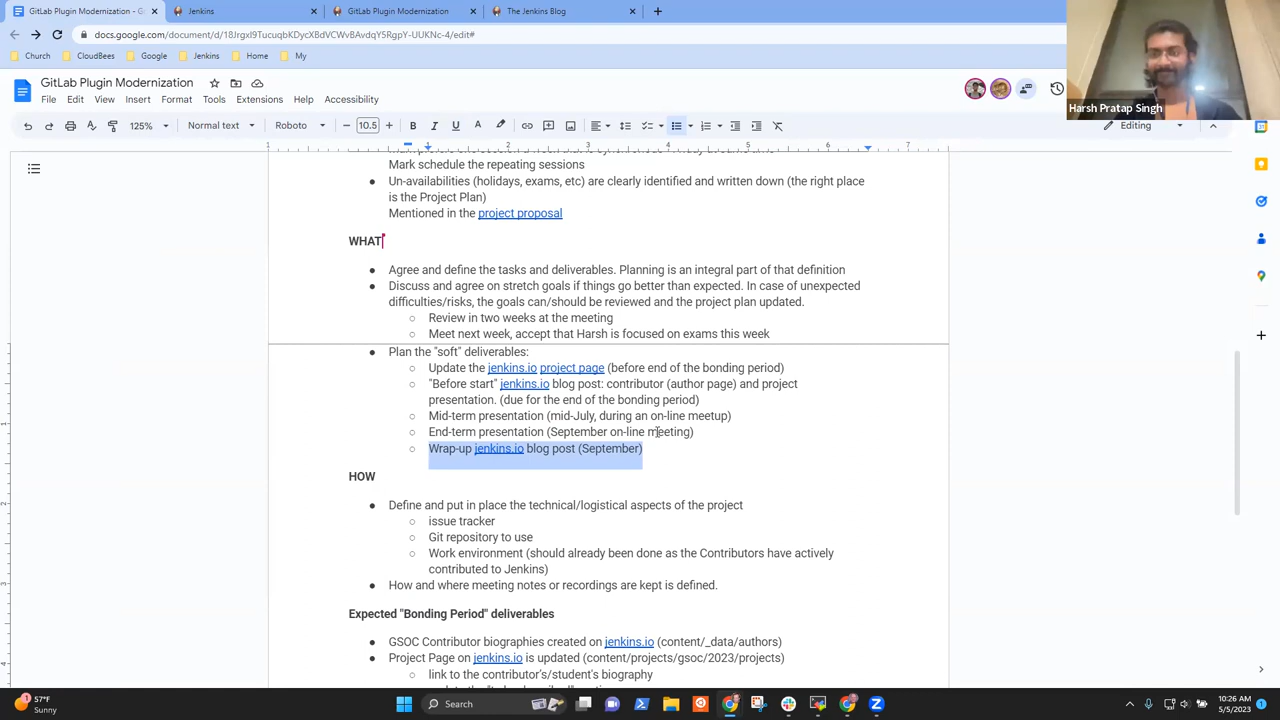 GitLab Plugin Modernization - G
Jenkins
GitLab Plugin Modernization
The Jenkins Blog
docs.google.com/document/d/18JrgxI9TucuqbKDycXBdVCWvBAvdqY5RgpY-UUKNc-4/edit#
Church
CloudBees
Google
Jenkins
Home
My
GitLab Plugin Modernization
File Edit View Insert Format Tools Extensions Help Accessibility
Harsh Pratap Singh
125% Normal text Roboto 10.5 Editing
1 2 5 6 7
Mark schedule the repeating sessions
Un-availabilities (holidays, exams, etc) are clearly identified and written down (the right place
is the Project Plan)
Mentioned in the project proposal
WHAT
Agree and define the tasks and deliverables. Planning is an integral part of that definition
Discuss and agree on stretch goals if things go better than expected. In case of unexpected
difficulties/risks, the goals can/should be reviewed and the project plan updated.
Review in two weeks at the meeting
Meet next week, accept that Harsh is focused on exams this week
Plan the "soft" deliverables:
Update the jenkins.io project page (before end of the bonding period)
"Before start" jenkins.io blog post: contributor (author page) and project
presentation. (due for the end of the bonding period)
Mid-term presentation (mid-July, during an on-line meetup)
End-term presentation (September on-line meeting)
Wrap-up jenkins.io blog post (September)
HOW
Define and put in place the technical/logistical aspects of the project
issue tracker
Git repository to use
Work environment (should already been done as the Contributors have actively
contributed to Jenkins)
How and where meeting notes or recordings are kept is defined.
Expected "Bonding Period" deliverables
GSOC Contributor biographies created on jenkins.io (content/_data/authors)
Project Page on jenkins.io is updated (content/projects/gsoc/2023/projects)
link to the contributor's/student's biography
57°F
Sunny
Search
10:26 AM
5/5/2023